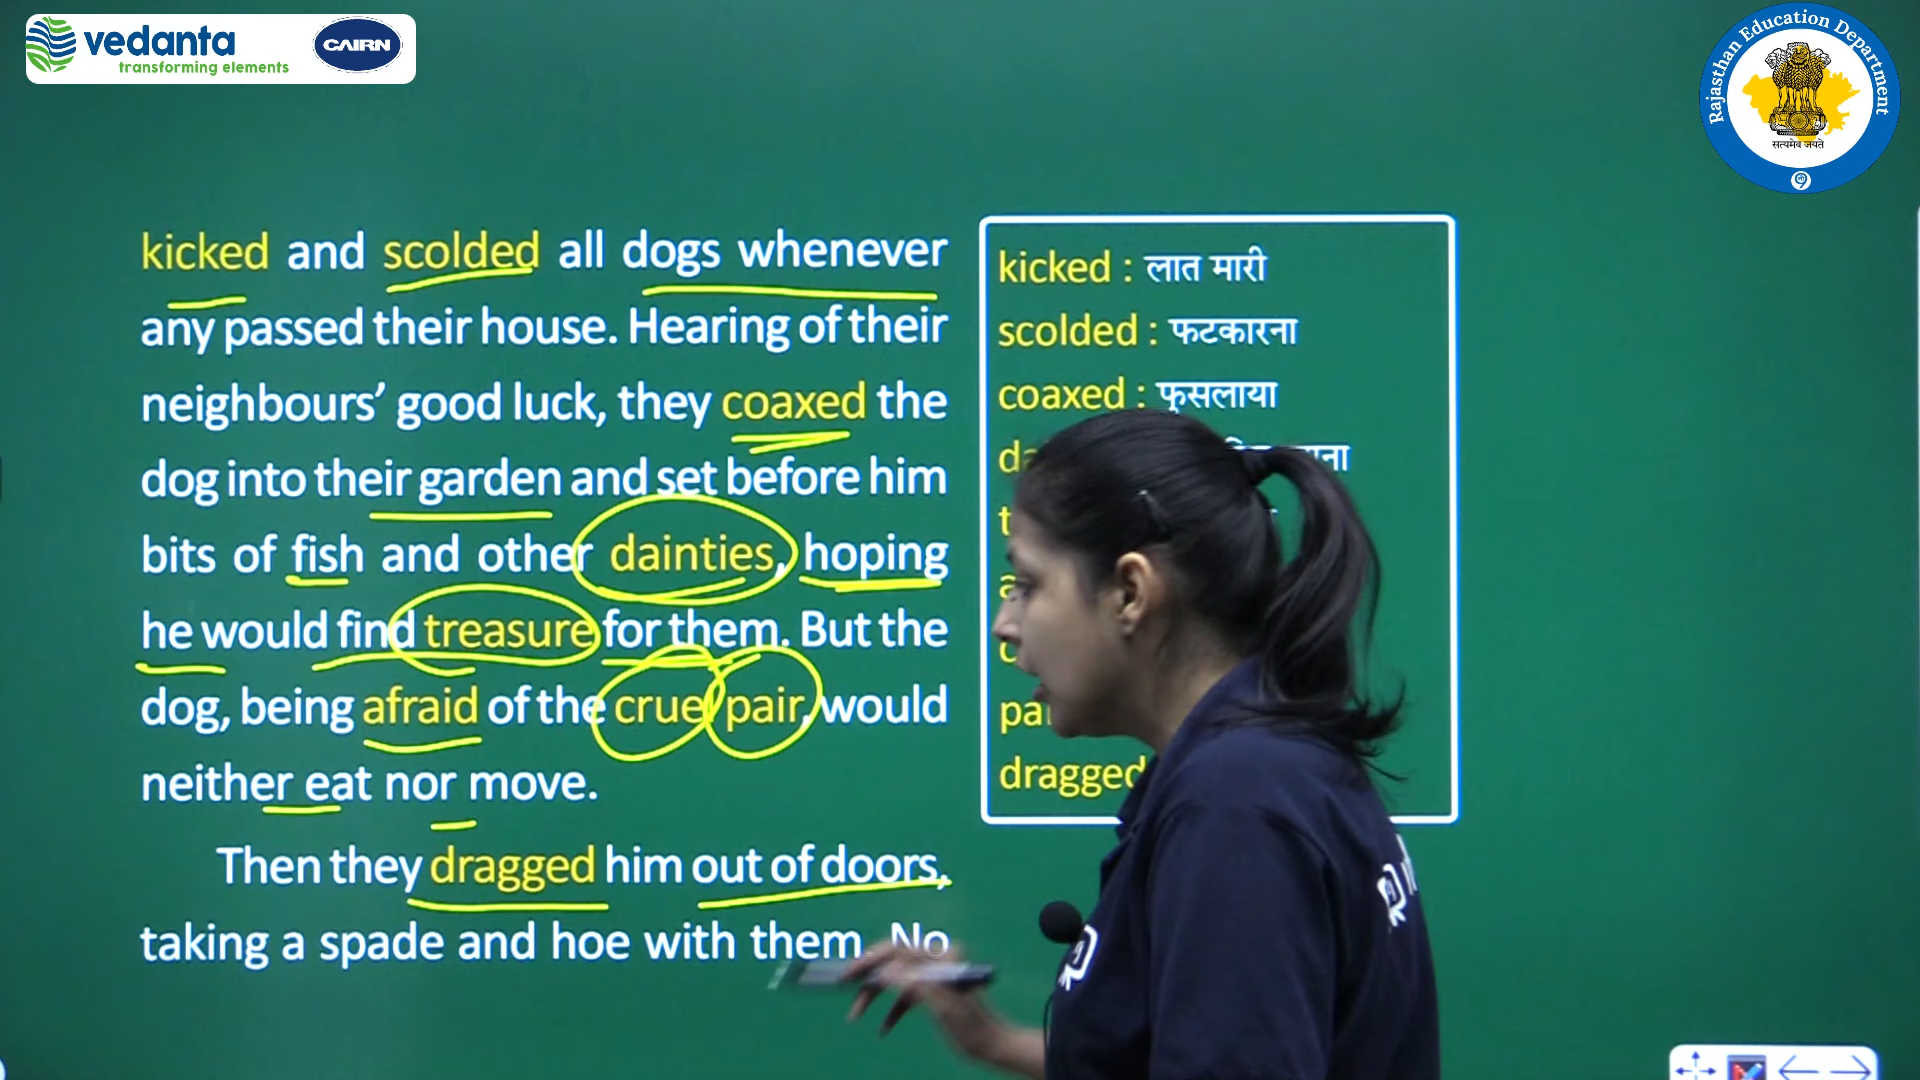 vedanta
transforming elements
CAIRN
Rajasthan Education Department
सत्यमेव जयते
kicked and scolded all dogs whenever
any passed their house. Hearing of their
neighbours’ good luck, they coaxed the
dog into their garden and set before him
bits of fish and other dainties, hoping
he would find treasure for them. But the
dog, being afraid of the cruel pair, would
neither eat nor move.
Then they dragged him out of doors,
taking a spade and hoe with them. No
kicked : लात मारी
scolded : फटकारना
coaxed : फुसलाया
dragged